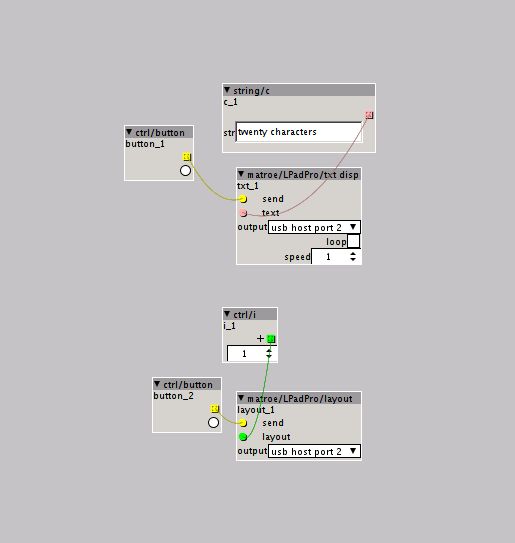 string/c
c_1
str twenty characters
ctrl/button
button_1
matroe/LPadPro/txt disp
txt_1
send
text
output usb host port 2
loop
speed 1
ctrl/i
i_1
+
1
ctrl/button
button_2
matroe/LPadPro/layout
layout_1
send
layout
output usb host port 2